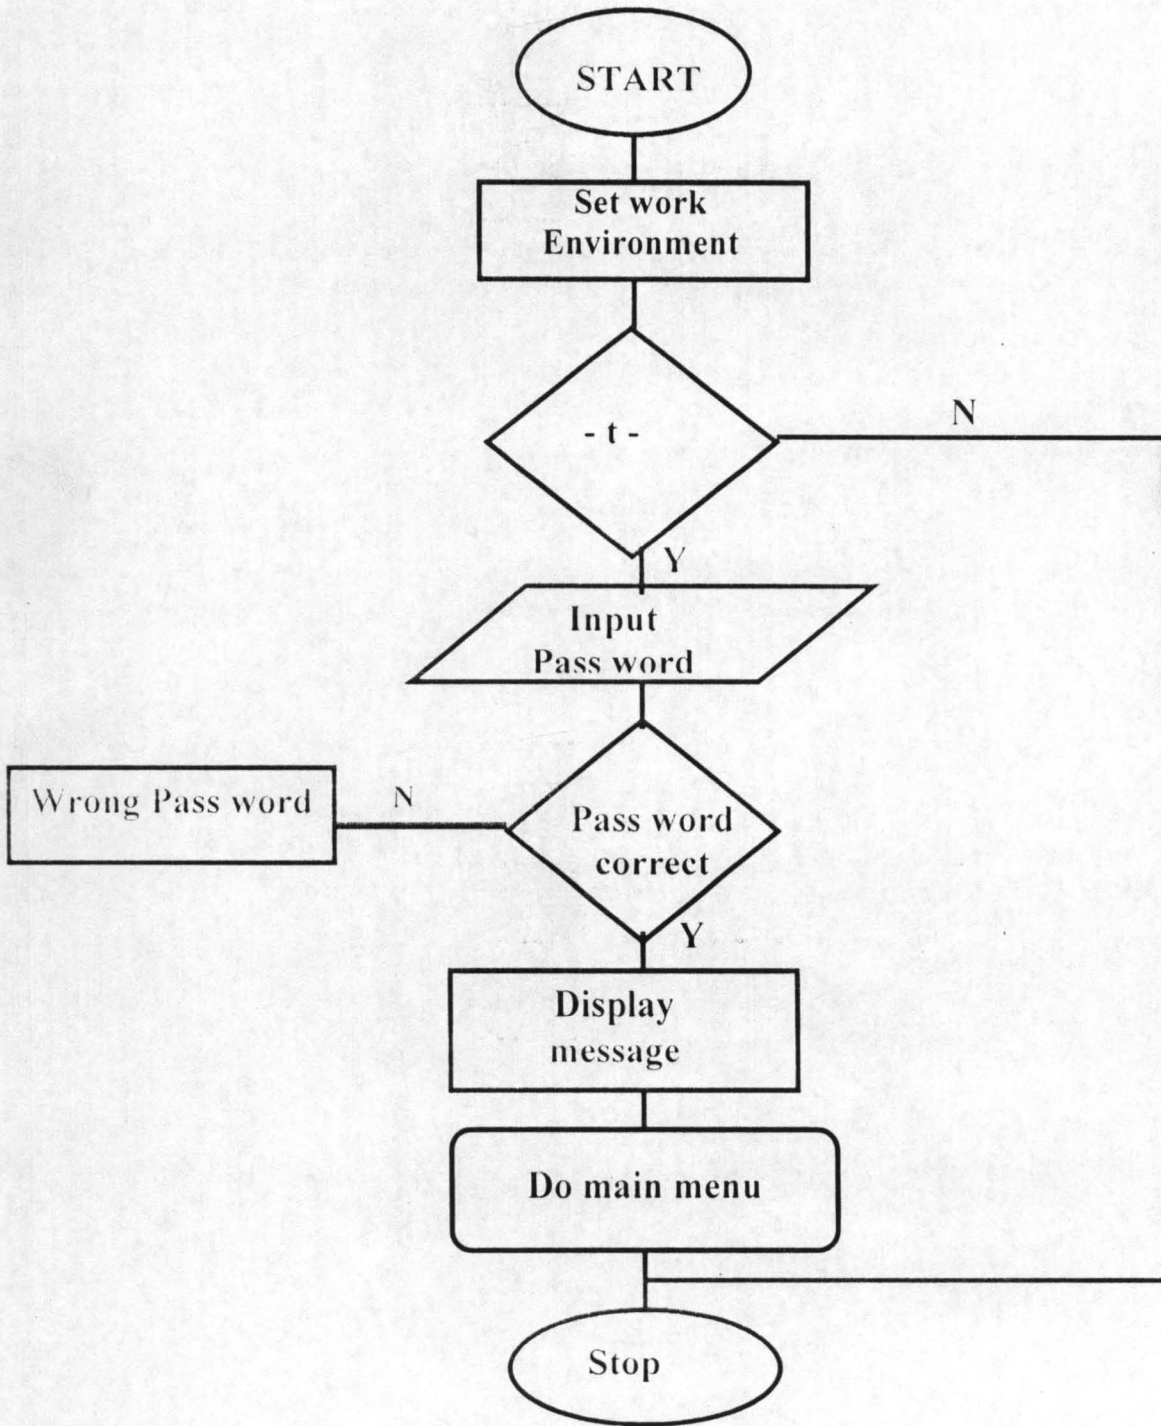 START
Set work
Environment
- t -
N
Y
Input
Pass word
Wrong Pass word
N
Pass word
correct
Y
Display
message
Do main menu
Stop